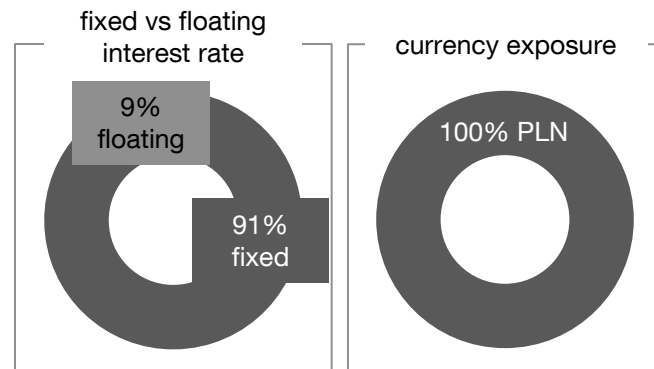 fixed vs floating
interest rate
9%
floating
91%
fixed
currency exposure
100% PLN